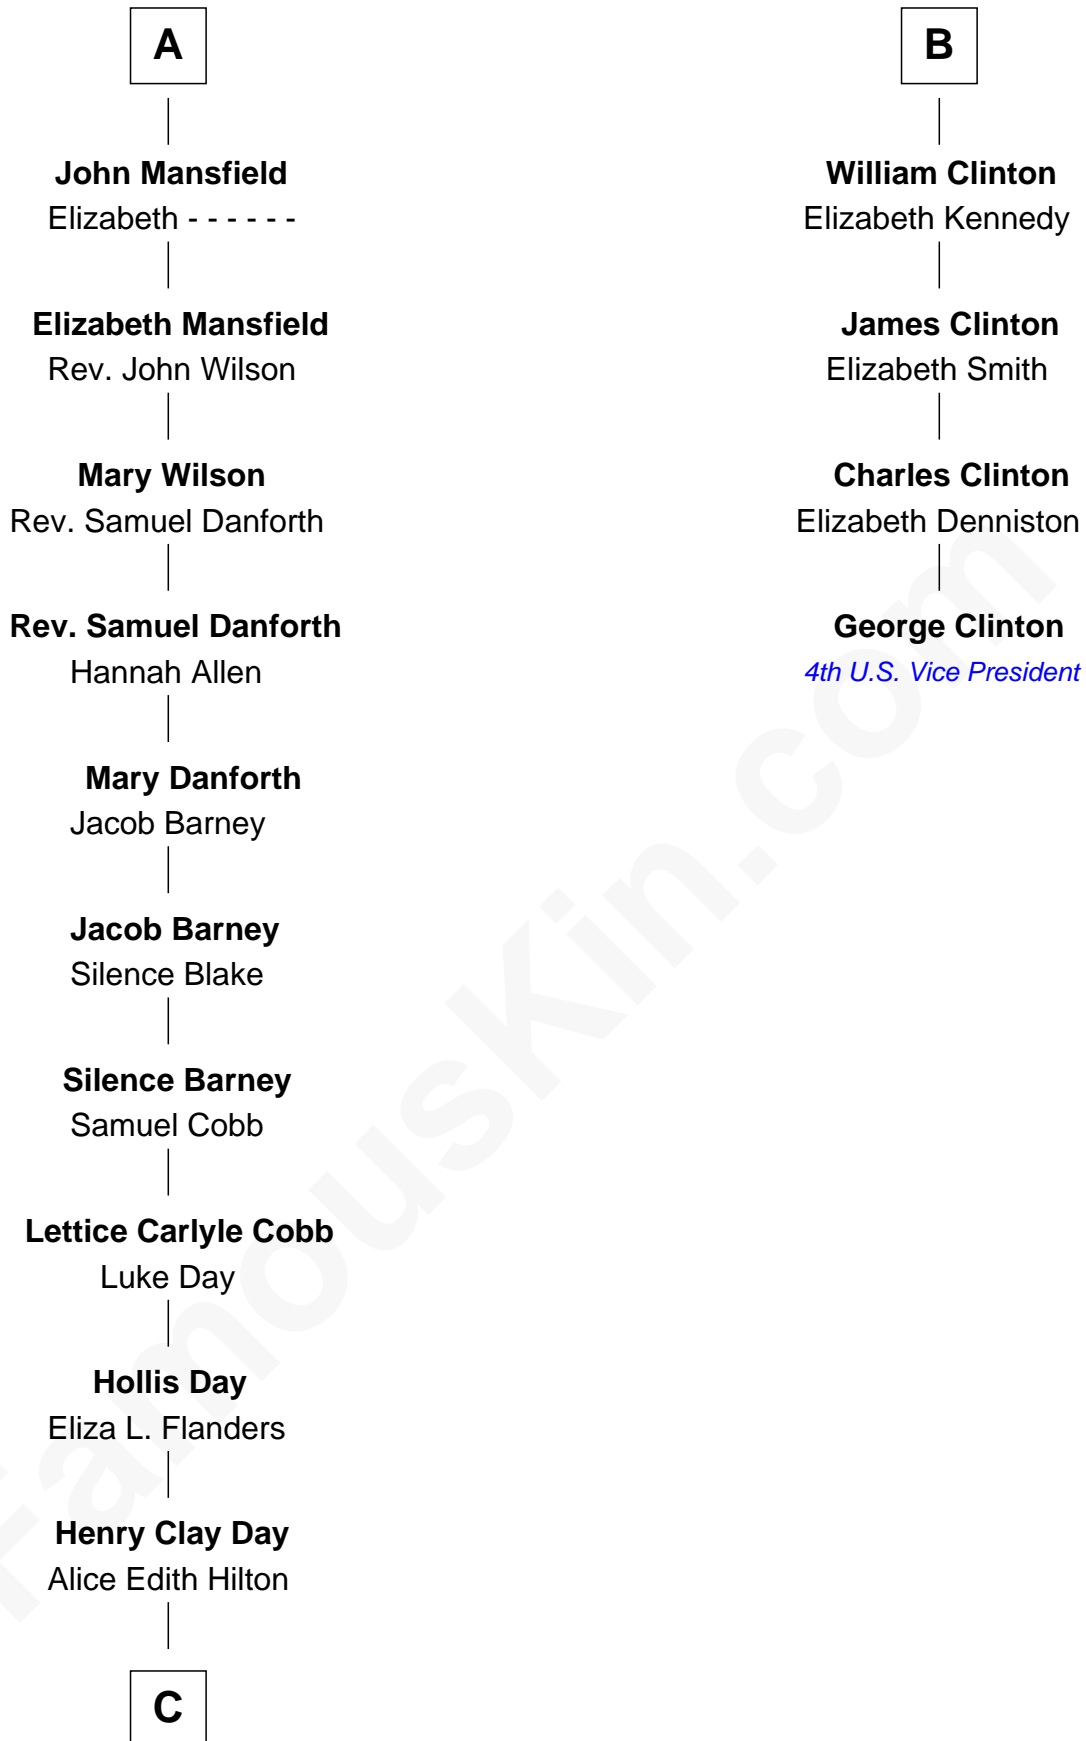 A
John Mansfield
Elizabeth - - - - - -
Elizabeth Mansfield
Rev. John Wilson
Mary Wilson
Rev. Samuel Danforth
Rev. Samuel Danforth
Hannah Allen
Mary Danforth
Jacob Barney
Jacob Barney
Silence Blake
Silence Barney
Samuel Cobb
Lettice Carlyle Cobb
Luke Day
Hollis Day
Eliza L. Flanders
Henry Clay Day
Alice Edith Hilton
C
B
William Clinton
Elizabeth Kennedy
James Clinton
Elizabeth Smith
Charles Clinton
Elizabeth Denniston
George Clinton
4th U.S. Vice President
FamousKin.com